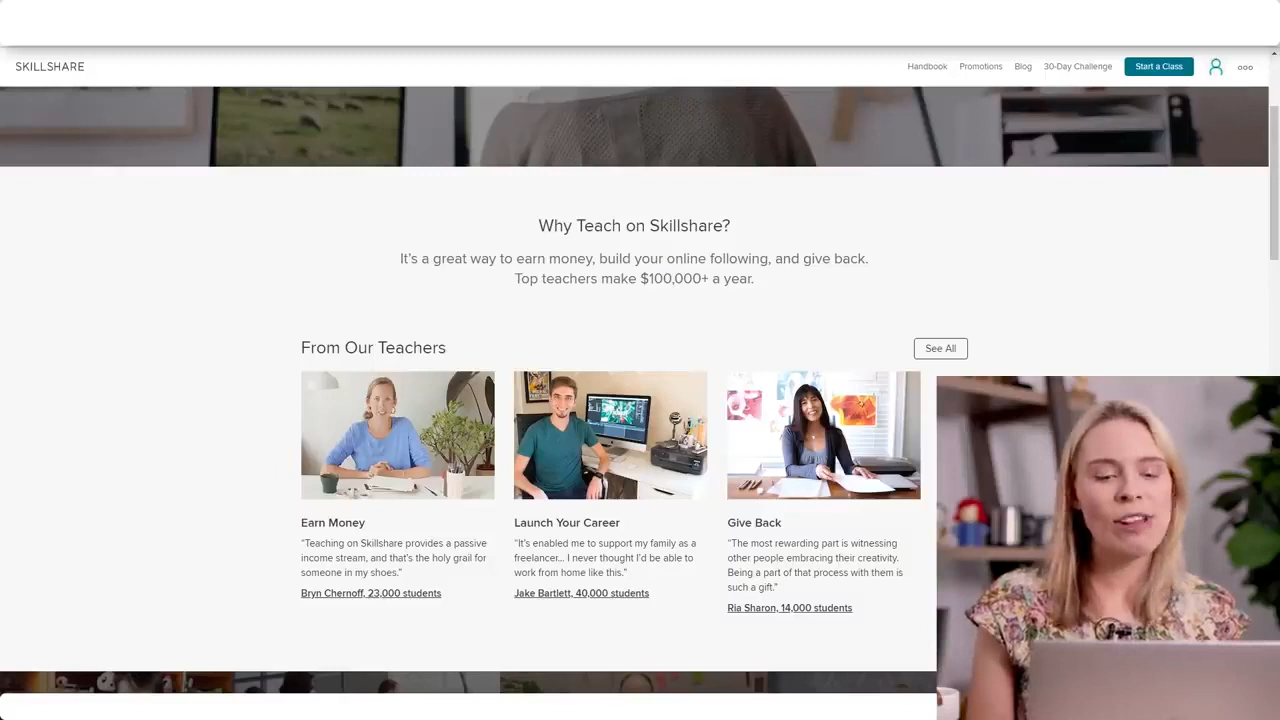 SKILLSHARE
Handbook Promotions Blog 30-Day Challenge Start a Class
Why Teach on Skillshare?
It's a great way to earn money, build your online following, and give back.
Top teachers make $100,000+ a year.
From Our Teachers
See All
Earn Money
“Teaching on Skillshare provides a passive
income stream, and that's the holy grail for
someone in my shoes.”
Bryn Chernoff, 23,000 students
Launch Your Career
“It's enabled me to support my family as a
freelancer... I never thought I'd be able to
work from home like this.”
Jake Bartlett, 40,000 students
Give Back
“The most rewarding part is witnessing
other people embracing their creativity.
Being a part of that process with them is
such a gift.”
Ria Sharon, 14,000 students